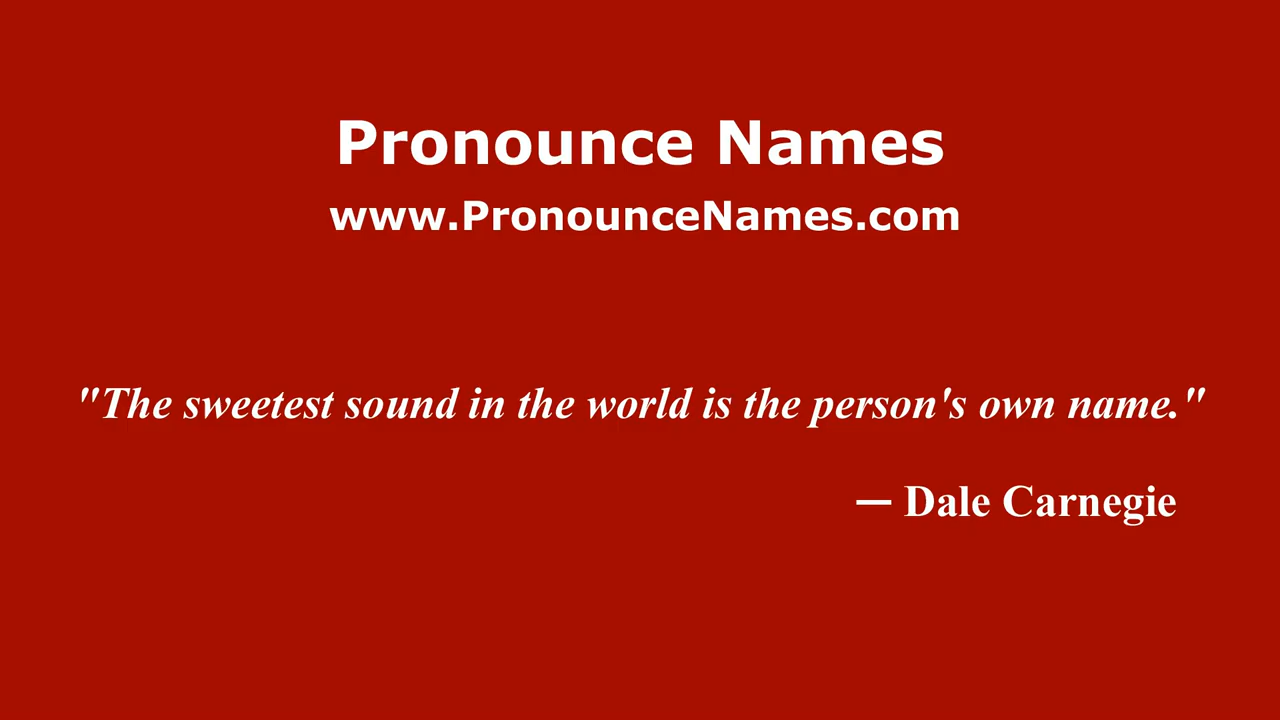 Pronounce Names
www.PronounceNames.com
"The sweetest sound in the world is the person's own name."
— Dale Carnegie